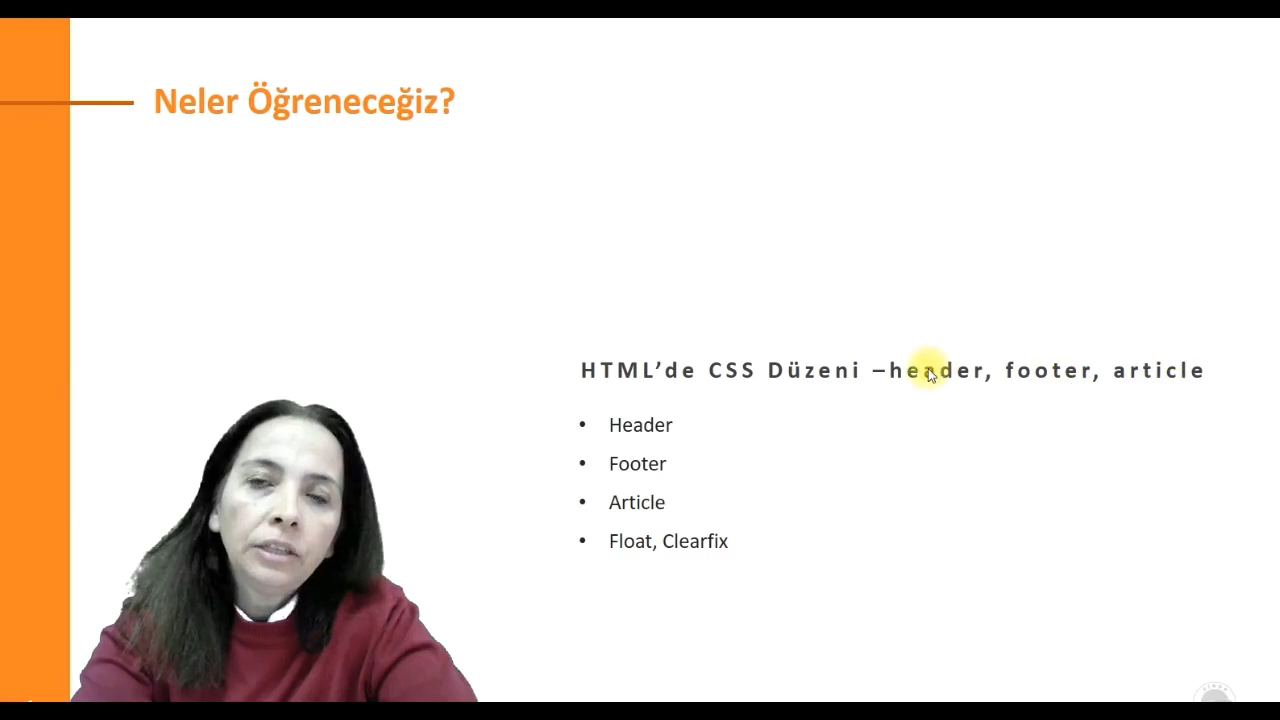 Neler Öğreneceğiz?
HTML’de CSS Düzeni –header, footer, article
• Header
• Footer
• Article
• Float, Clearfix